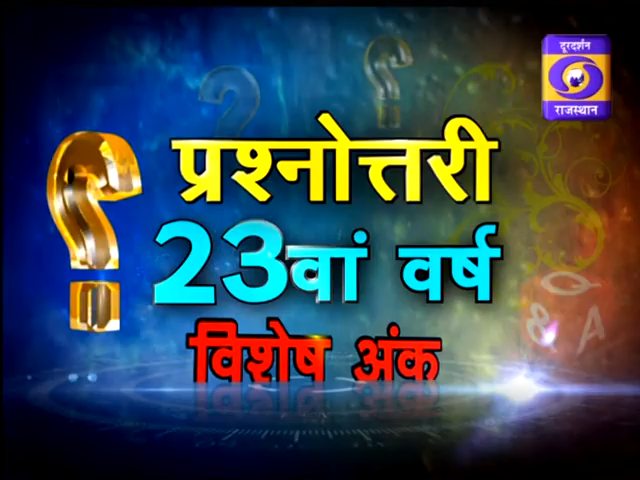 दूरदर्शन
राजस्थान
प्रश्नोत्तरी
23वां वर्ष
विशेष अंक
Q
& A